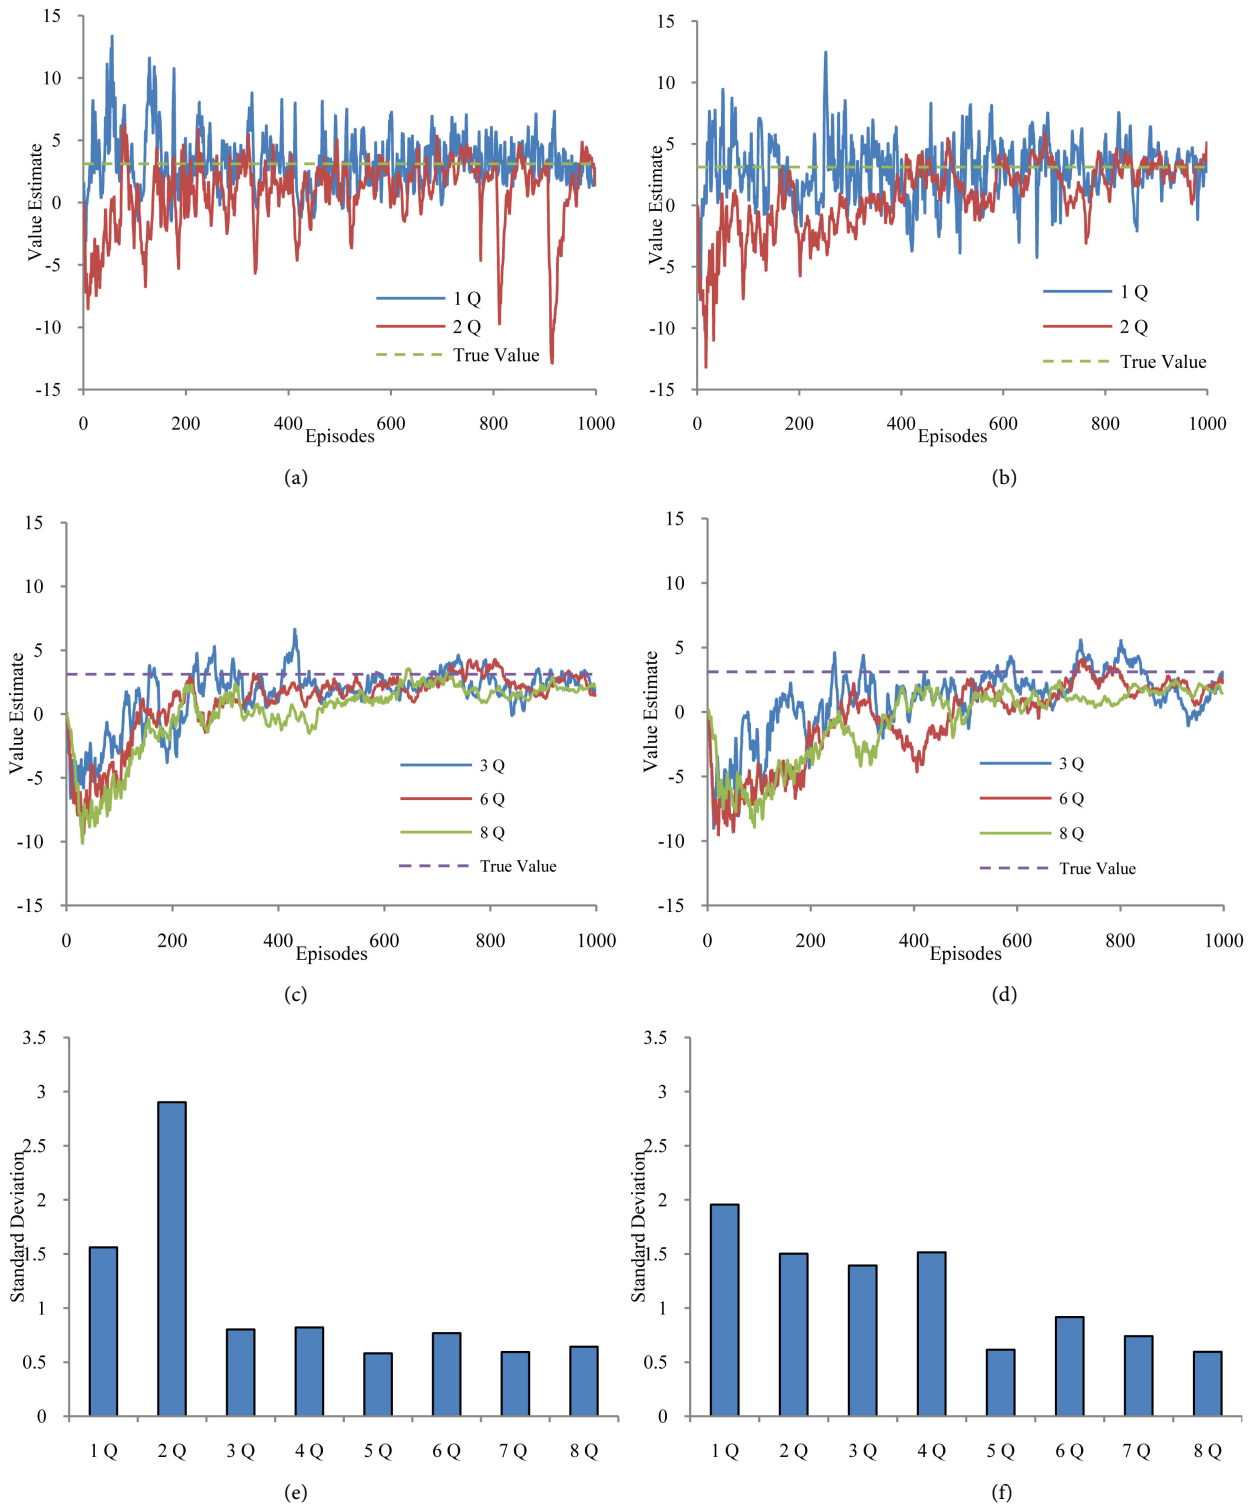 15
10
5
0
-5
-10
-15
Value Estimate
1 Q
2 Q
True Value
0 200 400 600 800 1000
Episodes
(a)
15
10
5
0
-5
-10
-15
Value Estimate
1 Q
2 Q
True Value
0 200 400 600 800 1000
Episodes
(b)
15
10
5
0
-5
-10
-15
Value Estimate
3 Q
6 Q
8 Q
True Value
0 200 400 600 800 1000
Episodes
(c)
15
10
5
0
-5
-10
-15
Value Estimate
3 Q
6 Q
8 Q
True Value
0 200 400 600 800 1000
Episodes
(d)
3.5
3
2.5
2
1.5
1
0.5
0
Standard Deviation
1 Q 2 Q 3 Q 4 Q 5 Q 6 Q 7 Q 8 Q
(e)
3.5
3
2.5
2
1.5
1
0.5
0
Standard Deviation
1 Q 2 Q 3 Q 4 Q 5 Q 6 Q 7 Q 8 Q
(f)